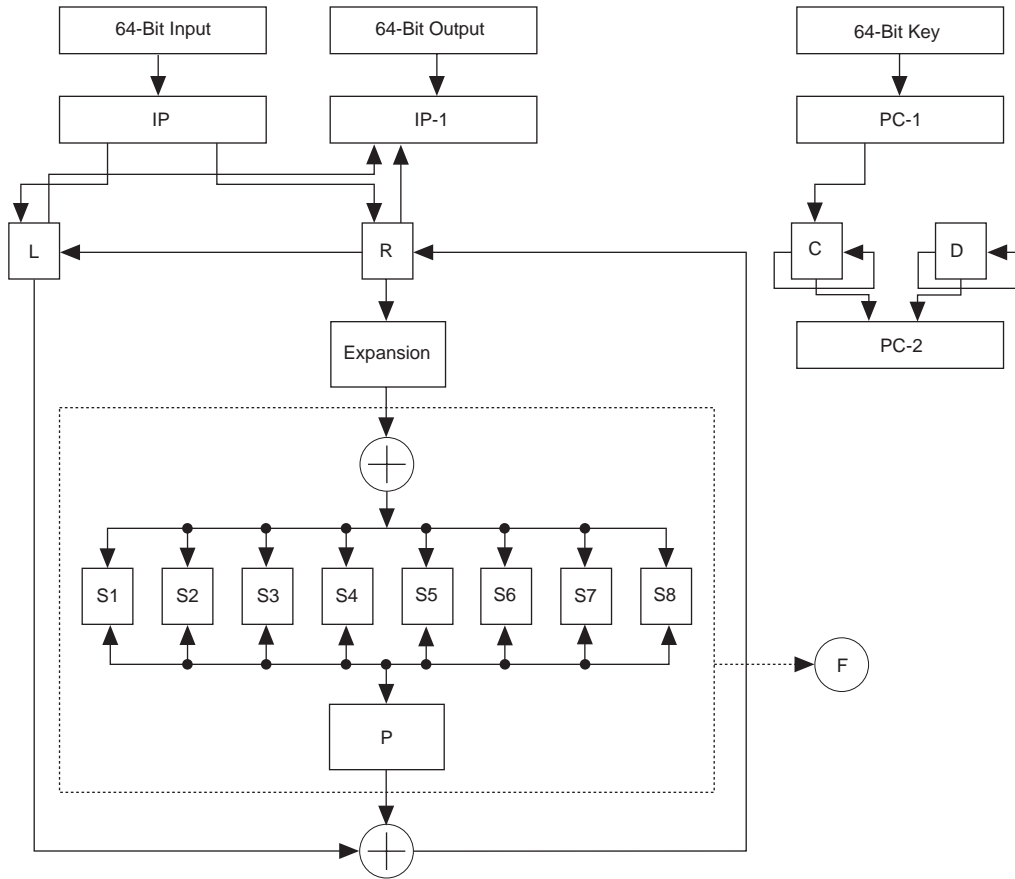 64-Bit Input
64-Bit Output
64-Bit Key
IP
IP-1
PC-1
L
R
C
D
Expansion
PC-2
S1
S2
S3
S4
S5
S6
S7
S8
F
P